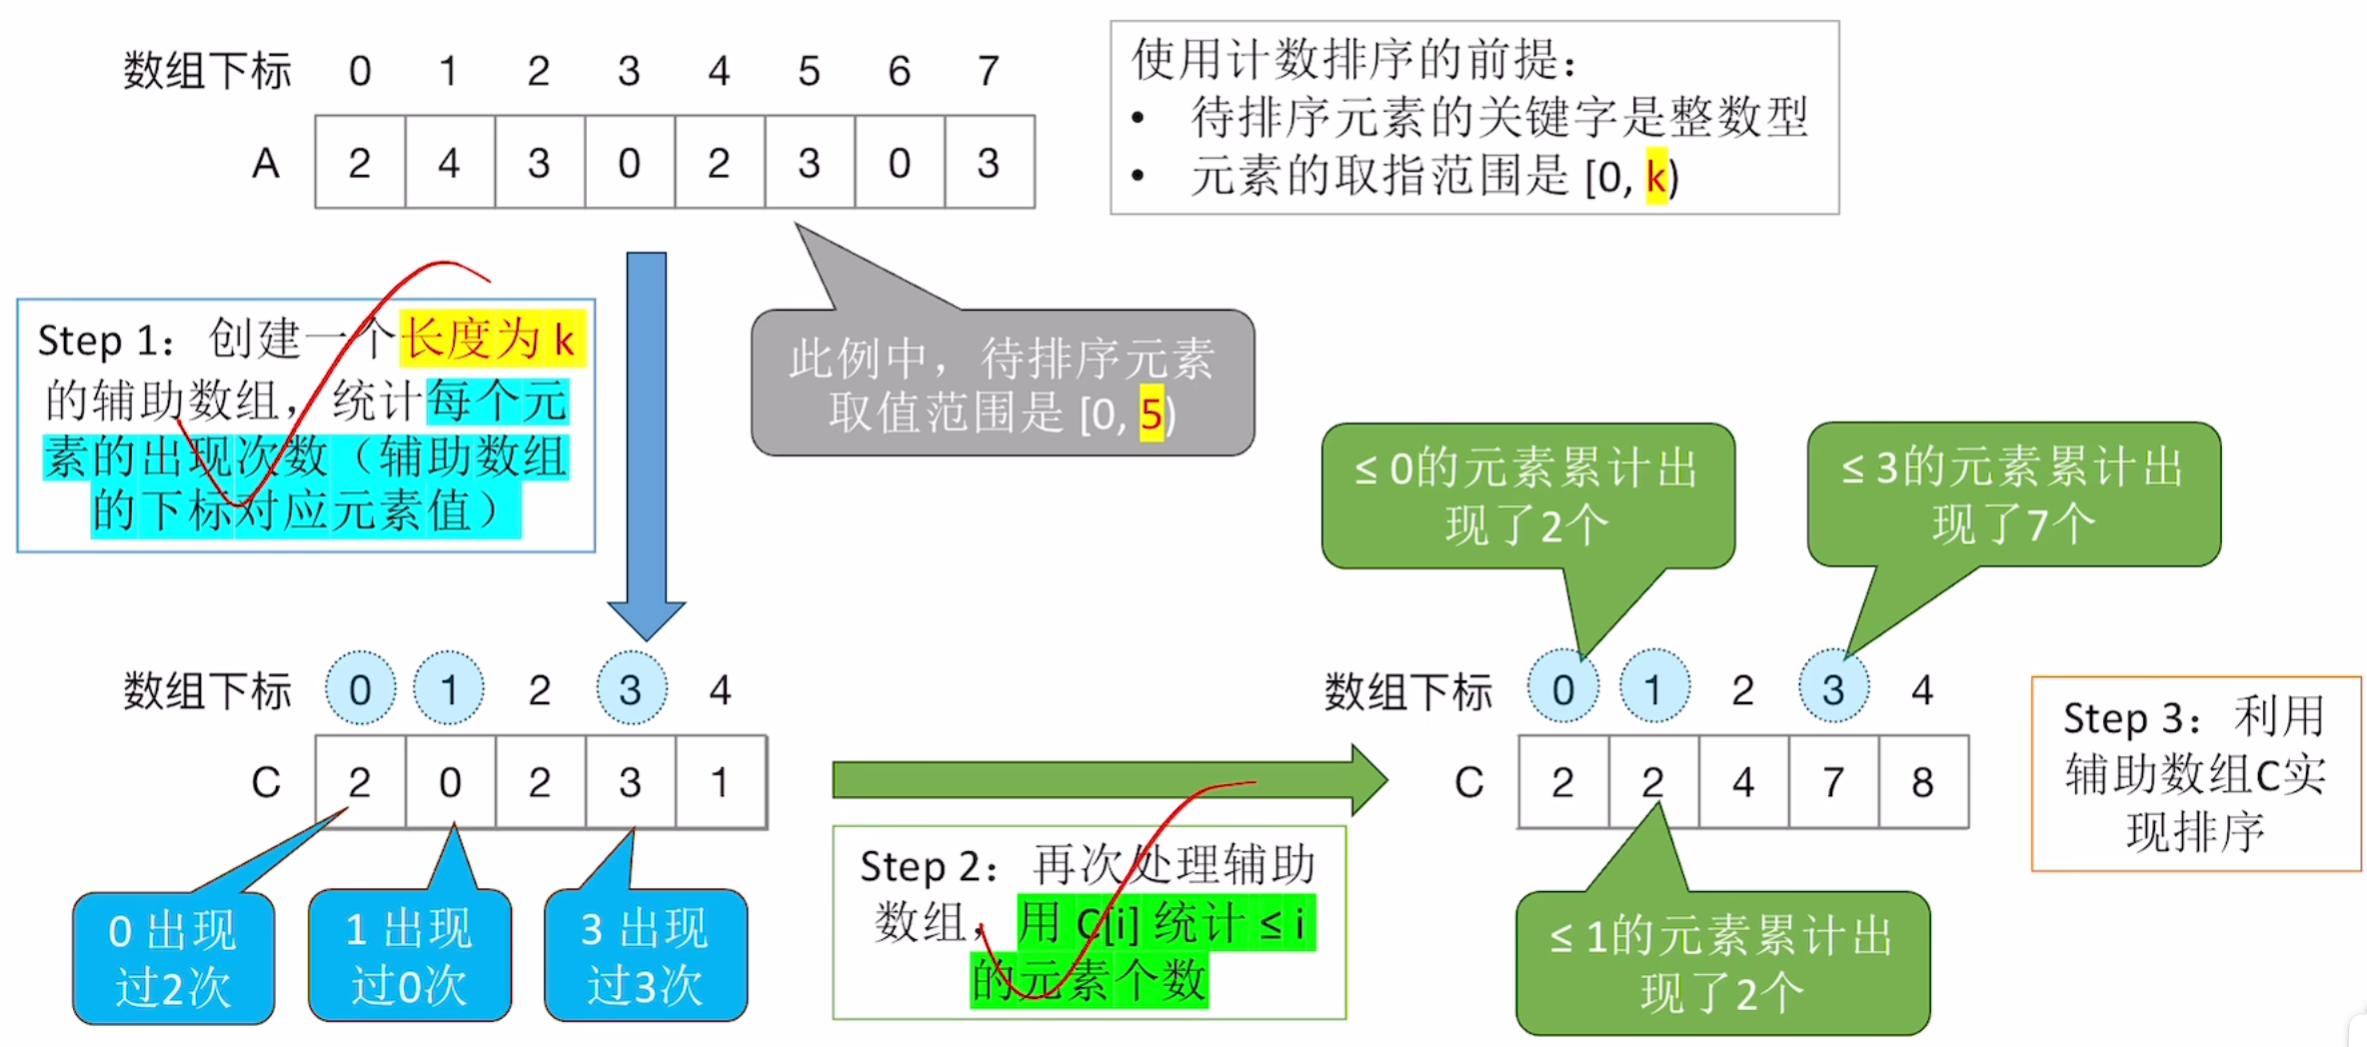 数组下标 0 1 2 3 4 5 6 7
A 2 4 3 0 2 3 0 3
使用计数排序的前提：
• 待排序元素的关键字是整数型
• 元素的取指范围是 [0, k)
Step 1：创建一个长度为 k
的辅助数组，统计每个元
素的出现次数（辅助数组
的下标对应元素值）
此例中，待排序元素
取值范围是 [0, 5)
≤ 0的元素累计出
现了2个
≤ 3的元素累计出
现了7个
数组下标 0 1 2 3 4
C 2 0 2 3 1
0 出现
过2次
1 出现
过0次
3 出现
过3次
Step 2：再次处理辅助
数组，用 C[i] 统计 ≤ i
的元素个数
数组下标 0 1 2 3 4
C 2 2 4 7 8
≤ 1的元素累计出
现了2个
Step 3：利用
辅助数组C实
现排序